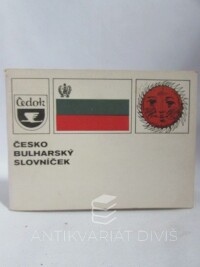 Čedok
ČESKO
BULHARSKÝ
SLOVNÍČEK
ANTIKVARIÁT DIVIŠ